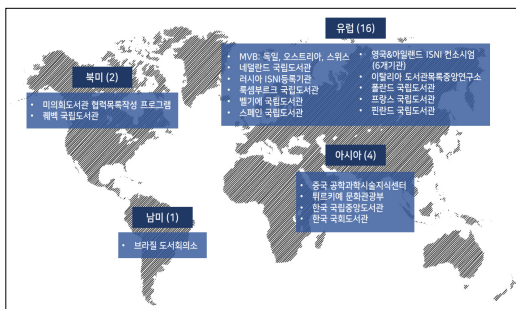 유럽 (16)
• MVB: 독일, 오스트리아, 스위스
• 네덜란드 국립도서관
• 러시아 ISNI등록기관
• 룩셈부르크 국립도서관
• 벨기에 국립도서관
• 스페인 국립도서관
• 영국&아일랜드 ISNI 컨소시엄
(6개기관)
• 이탈리아 도서관목록중앙연구소
• 폴란드 국립도서관
• 프랑스 국립도서관
• 핀란드 국립도서관
북미 (2)
• 미의회도서관 협력목록작성 프로그램
• 퀘벡 국립도서관
아시아 (4)
• 중국 공학과학시술지식센터
• 튀르키예 문화관광부
• 한국 국립중앙도서관
• 한국 국회도서관
남미 (1)
• 브라질 도서회의소